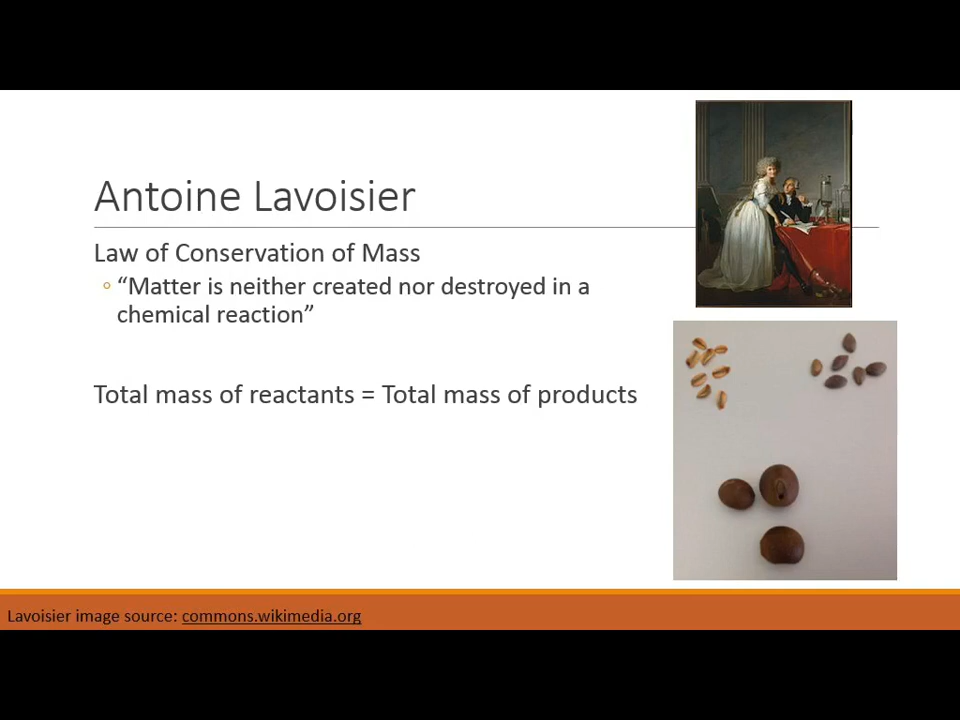 Antoine Lavoisier
Law of Conservation of Mass
◦ “Matter is neither created nor destroyed in a
chemical reaction”
Total mass of reactants = Total mass of products
Lavoisier image source: commons.wikimedia.org